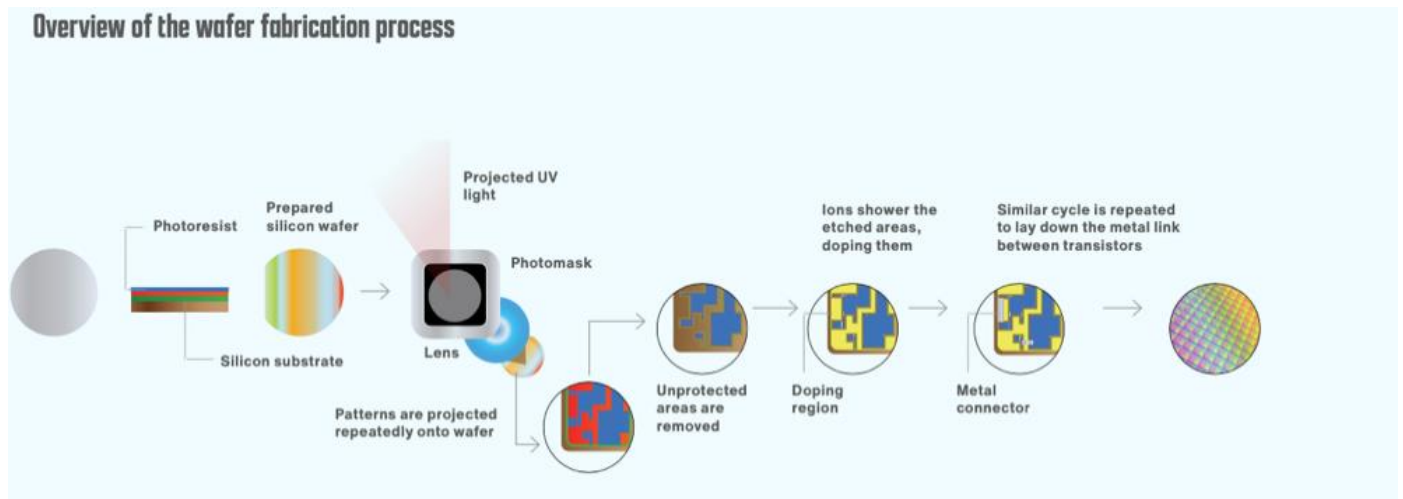 Overview of the wafer fabrication process
Photoresist
Silicon substrate
Prepared
silicon wafer
Projected UV
light
Photomask
Lens
Patterns are projected
repeatedly onto wafer
Unprotected
areas are
removed
Ions shower the
etched areas,
doping them
Doping
region
Similar cycle is repeated
to lay down the metal link
between transistors
Metal
connector